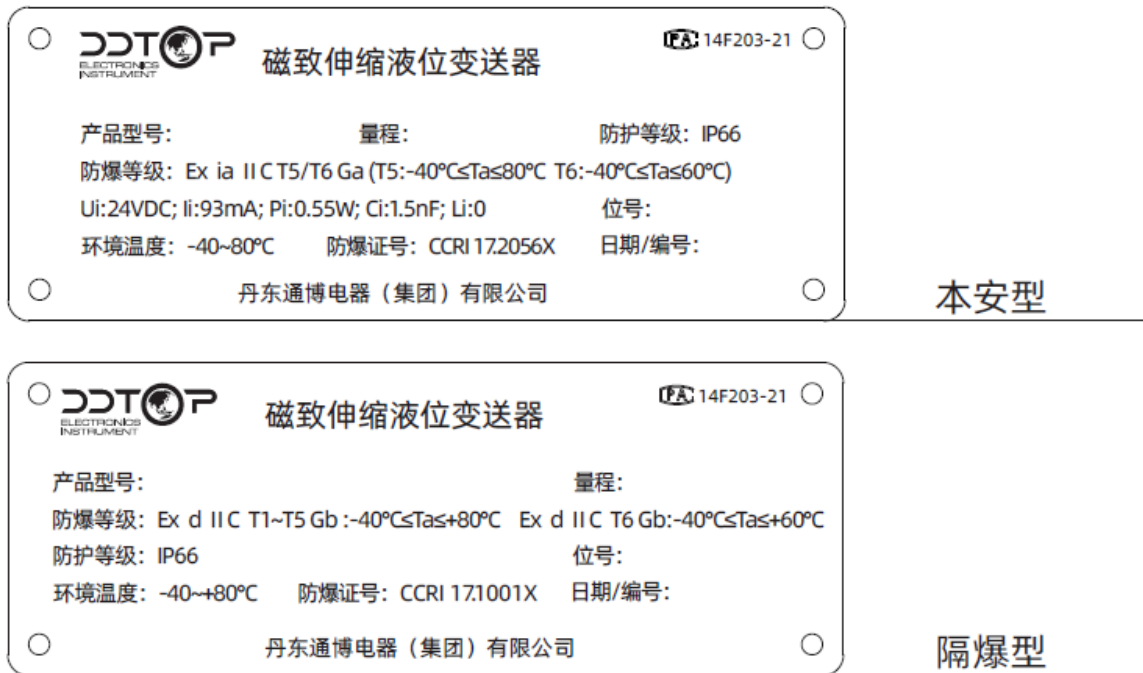 DDTOP
ELECTRONICS
INSTRUMENT
磁致伸缩液位变送器
PA 14F203-21
产品型号： 量程： 防护等级：IP66
防爆等级：Ex ia IIC T5/T6 Ga (T5:-40℃≤Ta≤80℃ T6:-40℃≤Ta≤60℃)
Ui:24VDC; Ii:93mA; Pi:0.55W; Ci:1.5nF; Li:0 位号：
环境温度：-40~80℃ 防爆证号：CCRI 17.2056X 日期/编号：
丹东通博电器（集团）有限公司
本安型
DDTOP
ELECTRONICS
INSTRUMENT
磁致伸缩液位变送器
PA 14F203-21
产品型号： 量程：
防爆等级：Ex d IIC T1~T5 Gb :-40℃≤Ta≤+80℃ Ex d IIC T6 Gb:-40℃≤Ta≤+60℃
防护等级：IP66 位号：
环境温度：-40~+80℃ 防爆证号：CCRI 17.1001X 日期/编号：
丹东通博电器（集团）有限公司
隔爆型